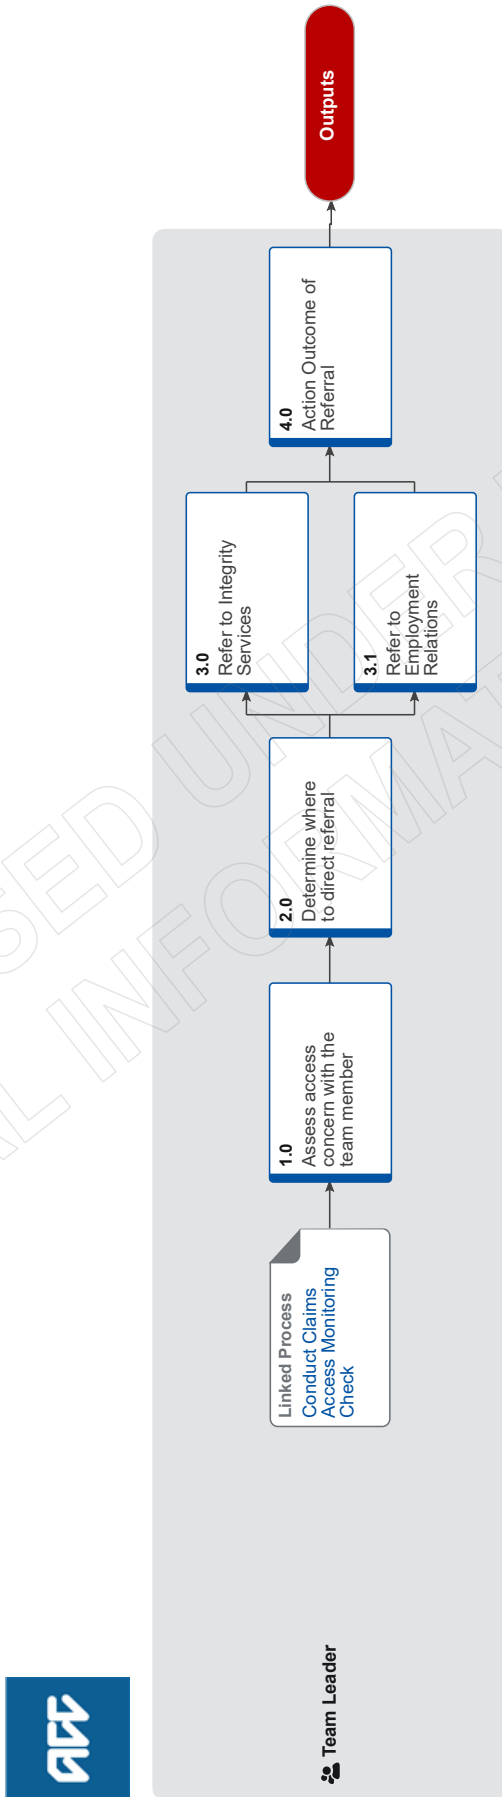 ACC
Team Leader
Linked Process
Conduct Claims
Access Monitoring
Check
1.0
Assess access
concern with the
team member
2.0
Determine where
to direct referral
3.0
Refer to Integrity
Services
3.1
Refer to
Employment
Relations
4.0
Action Outcome of
Referral
Outputs